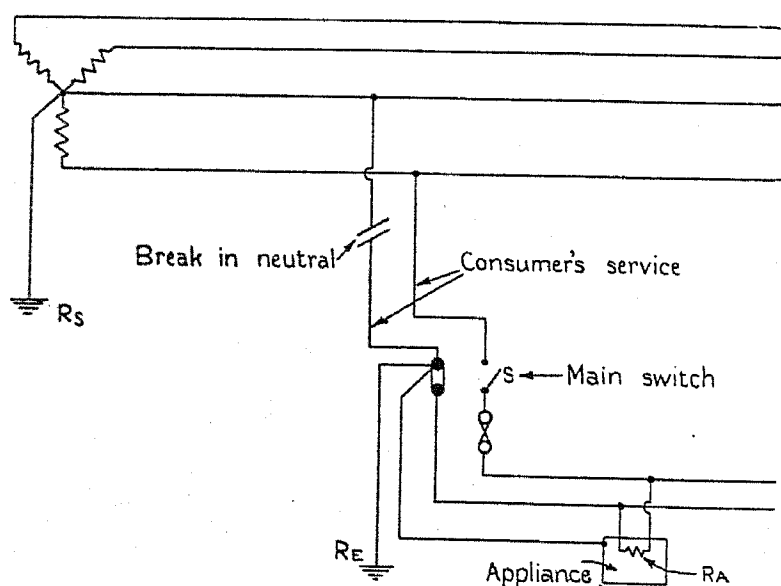 Break in neutral
Consumer's service
RS
S
Main switch
RE
Appliance
RA